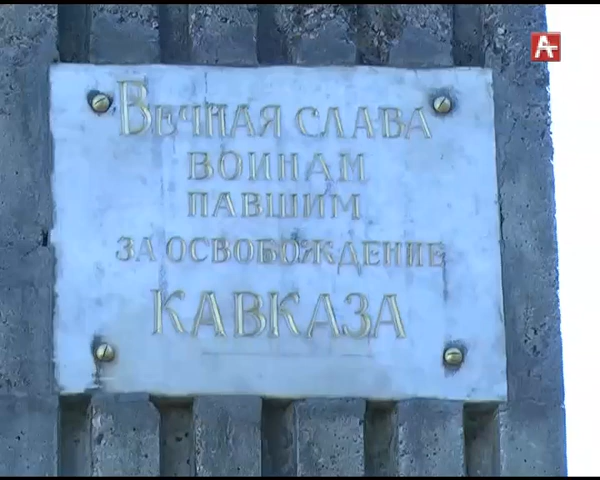 Вечная слава
воинам
павшим
за освобождение
Кавказа